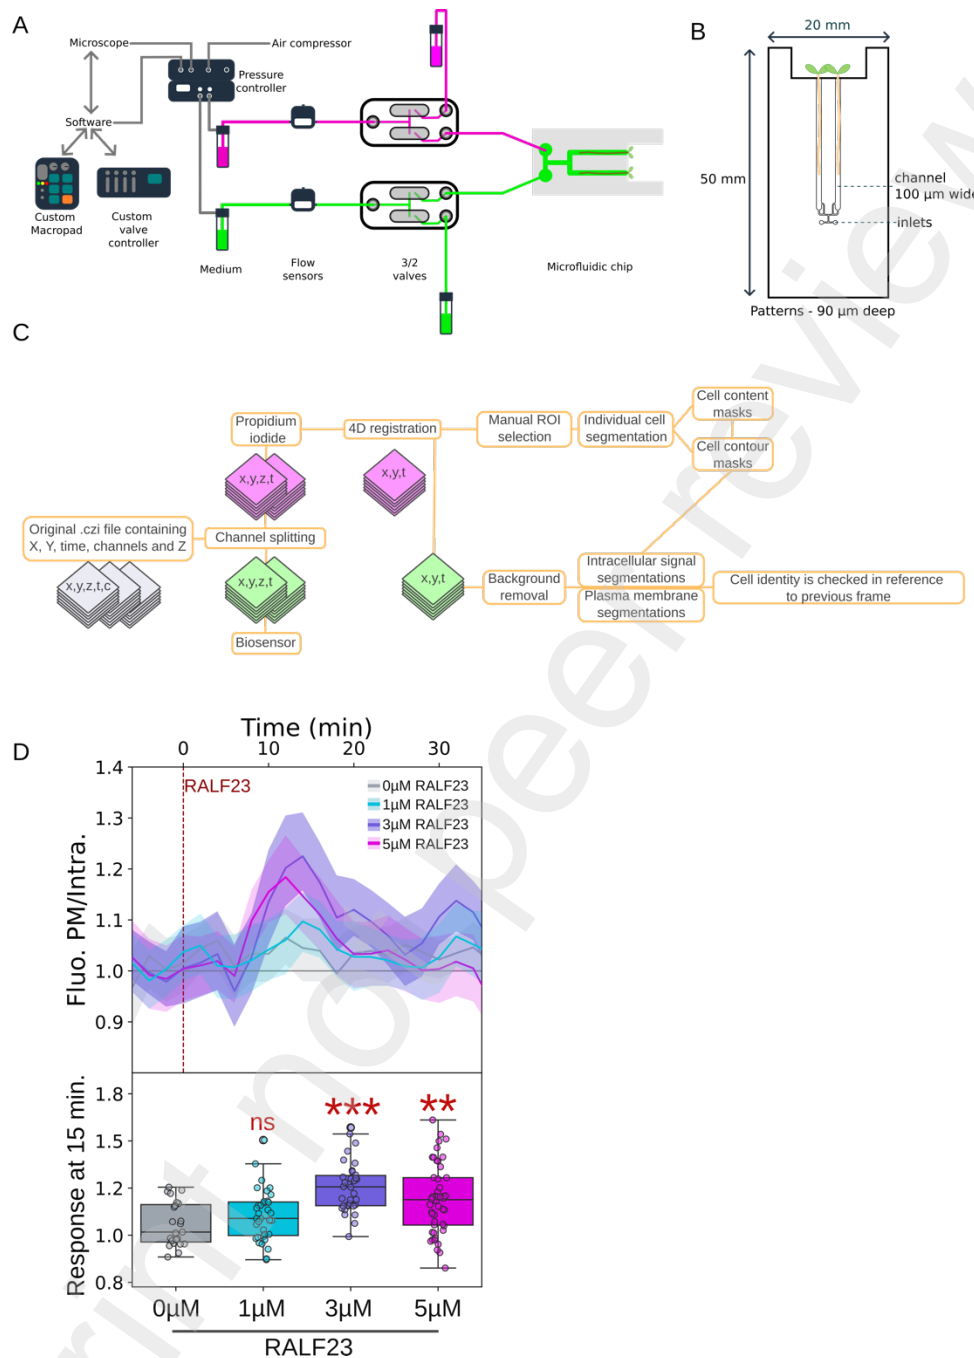 A
Microscope
Air compressor
Pressure
controller
Software
Custom
Macropad
Custom
valve
controller
Medium
Flow
sensors
3/2
valves
Microfluidic chip
B
20 mm
50 mm
channel
100 µm wide
inlets
Patterns - 90 µm deep
C
Propidium
iodide
4D registration
Manual ROI
selection
Individual cell
segmentation
Cell content
masks
Cell contour
masks
x,y,z,t
x,y,t
Original .czi file containing
X, Y, time, channels and Z
Channel splitting
x,y,z,t,c
x,y,z,t
x,y,t
Background
removal
Intracellular signal
segmentations
Plasma membrane
segmentations
Cell identity is checked in reference
to previous frame
Biosensor
D
Time (min)
0 10 20 30
RALF23
0µM RALF23
1µM RALF23
3µM RALF23
5µM RALF23
Fluo. PM/Intra.
1.4
1.3
1.2
1.1
1.0
0.9
Response at 15 min.
1.8
1.5
1.2
1.0
0.8
ns
***
**
0µM 1µM 3µM 5µM
RALF23
print not peer review